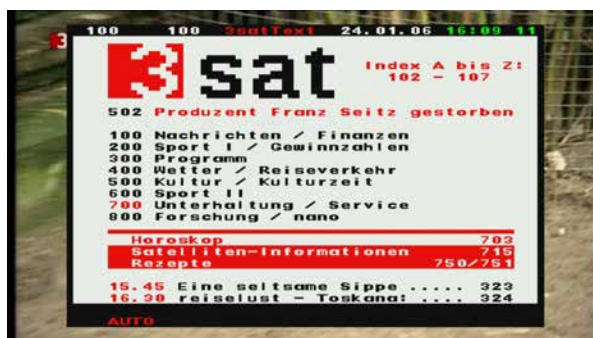 100 100 3satText 24.01.06 16:09 11
3
3sat
Index A bis Z:
102 - 107
502 Produzent Franz Seitz gestorben
100 Nachrichten / Finanzen
200 Sport I / Gewinnzahlen
300 Programm
400 Wetter / Reiseverkehr
500 Kultur / Kulturzeit
600 Sport II
700 Unterhaltung / Service
800 Forschung / nano
Horoskop 703
Satelliten-Informationen 715
Rezepte 750/751
15.45 Eine seltsame Sippe ..... 323
16.30 reiselust - Toskana: .... 324
AUTO